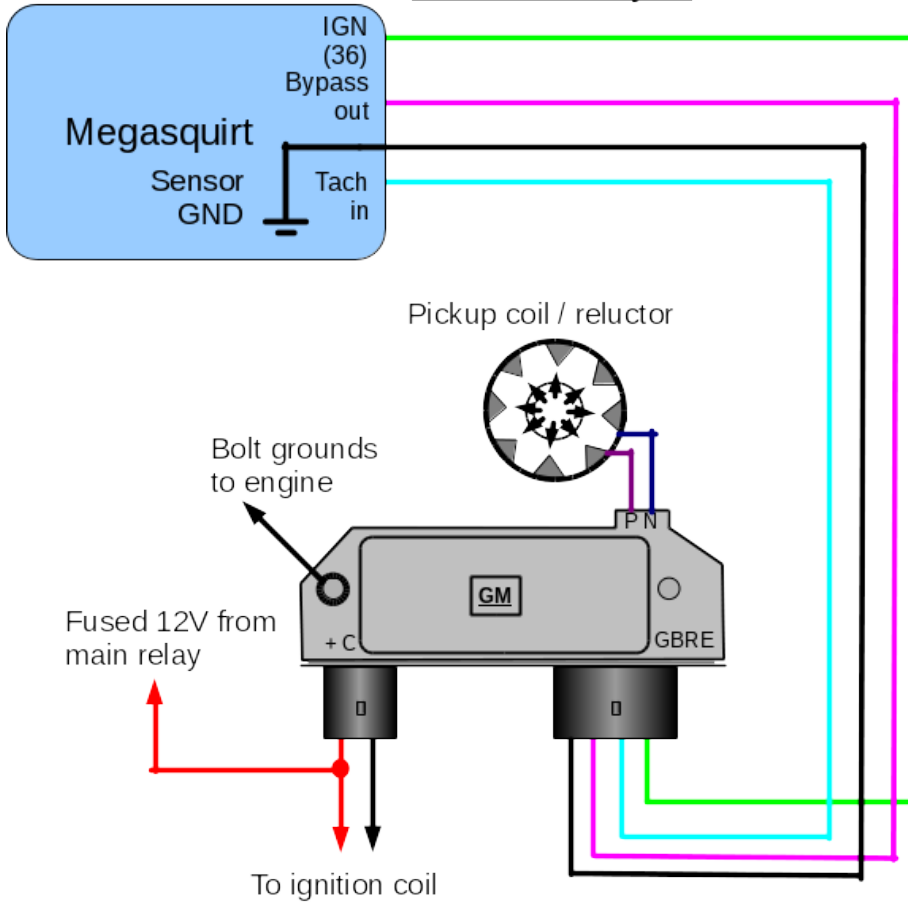 IGN
(36)
Bypass
out
Megasquirt
Sensor
GND
Tach
in
Pickup coil / reluctor
Bolt grounds
to engine
P N
GM
Fused 12V from
main relay
+ C
GBRE
To ignition coil